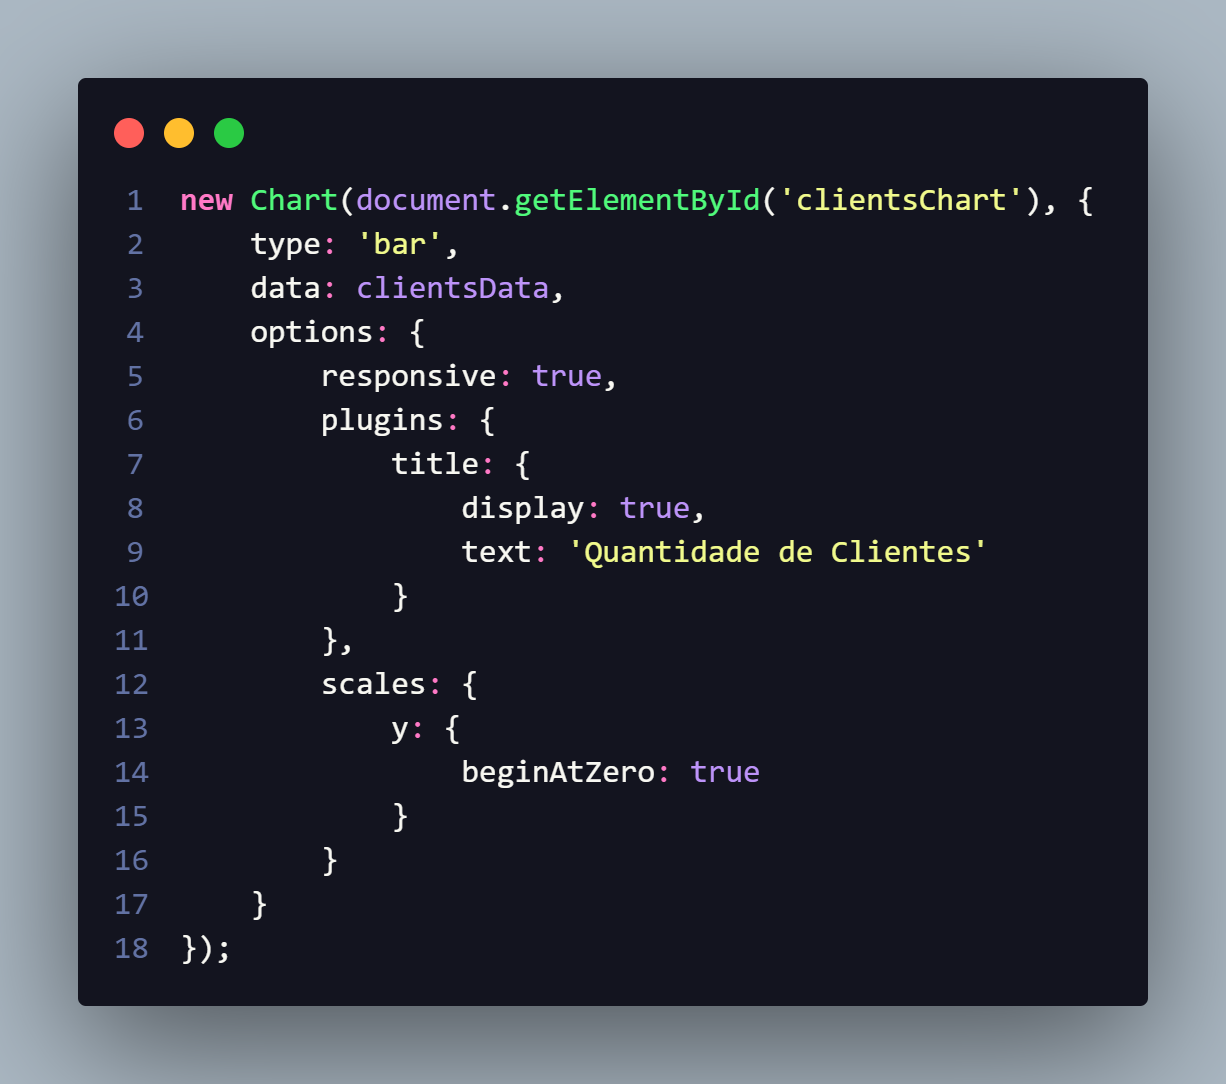 1 new Chart(document.getElementById('clientsChart'), {
2     type: 'bar',
3     data: clientsData,
4     options: {
5         responsive: true,
6         plugins: {
7             title: {
8                 display: true,
9                 text: 'Quantidade de Clientes'
10             }
11         },
12         scales: {
13             y: {
14                 beginAtZero: true
15             }
16         }
17     }
18 });